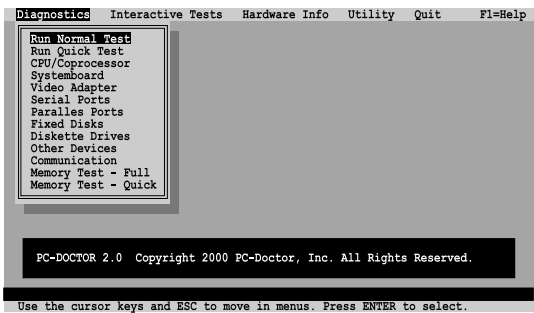 Diagnostics Interactive Tests Hardware Info Utility Quit F1=Help
Run Normal Test
Run Quick Test
CPU/Coprocessor
Systemboard
Video Adapter
Serial Ports
Paralles Ports
Fixed Disks
Diskette Drives
Other Devices
Communication
Memory Test - Full
Memory Test - Quick
PC-DOCTOR 2.0 Copyright 2000 PC-Doctor, Inc. All Rights Reserved.
Use the cursor keys and ESC to move in menus. Press ENTER to select.